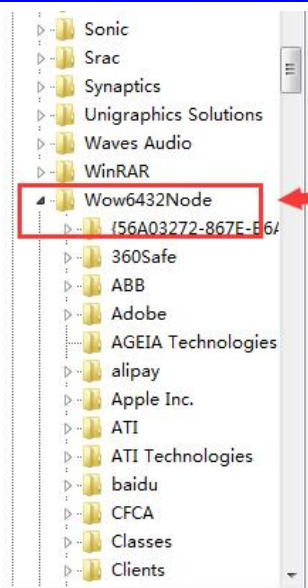 Sonic
Srac
Synaptics
Unigraphics Solutions
Waves Audio
WinRAR
Wow6432Node
{56A03272-867E-E6A
360Safe
ABB
Adobe
AGEIA Technologies
alipay
Apple Inc.
ATI
ATI Technologies
baidu
CFCA
Classes
Clients